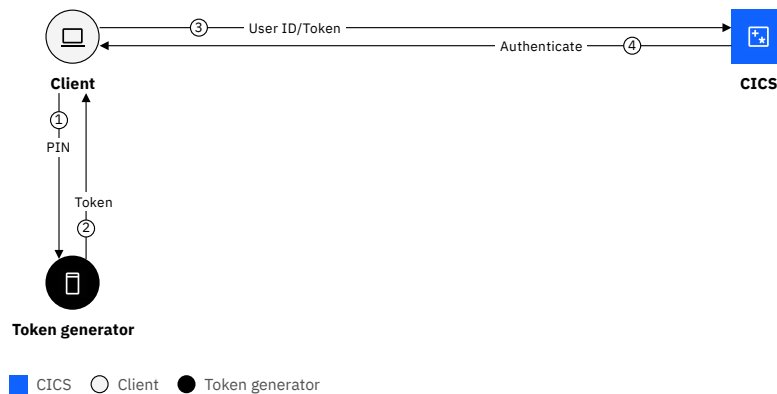 3 User ID/Token
Authenticate 4
Client
CICS
1
PIN
Token
2
Token generator
CICS Client Token generator